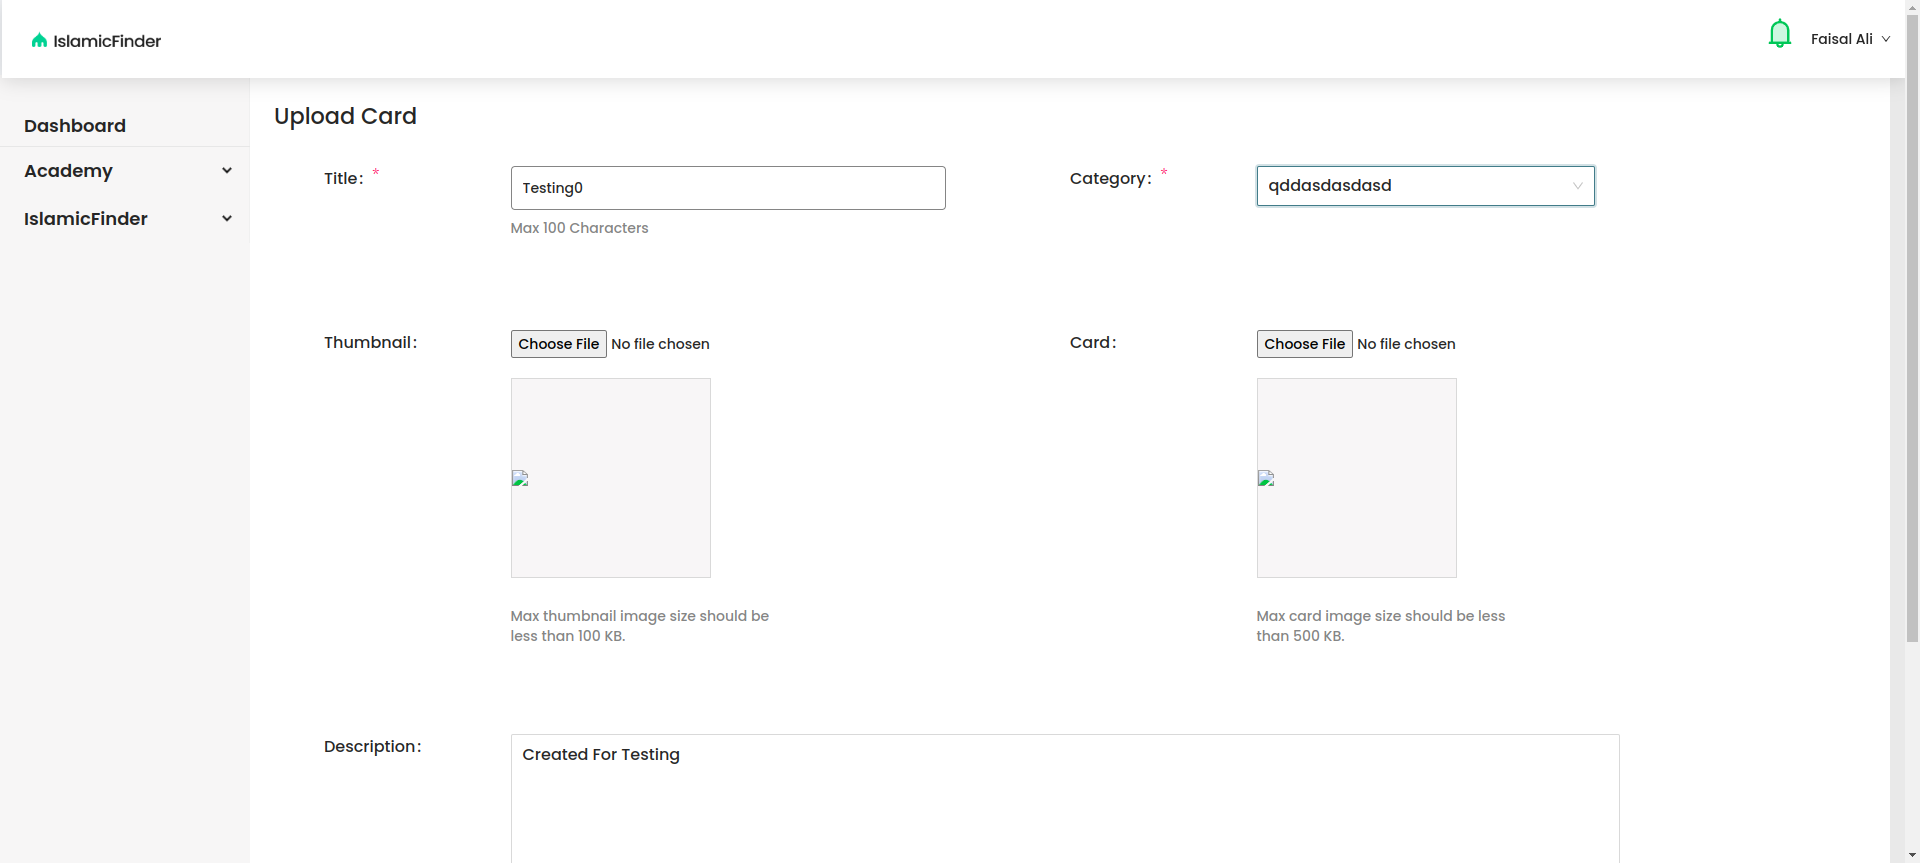 IslamicFinder
Faisal Ali
Dashboard
Academy
IslamicFinder
Upload Card
Title: *
Testing0
Max 100 Characters
Category: *
qddasdasdasd
Thumbnail:
Choose File No file chosen
Max thumbnail image size should be
less than 100 KB.
Card:
Choose File No file chosen
Max card image size should be less
than 500 KB.
Description:
Created For Testing